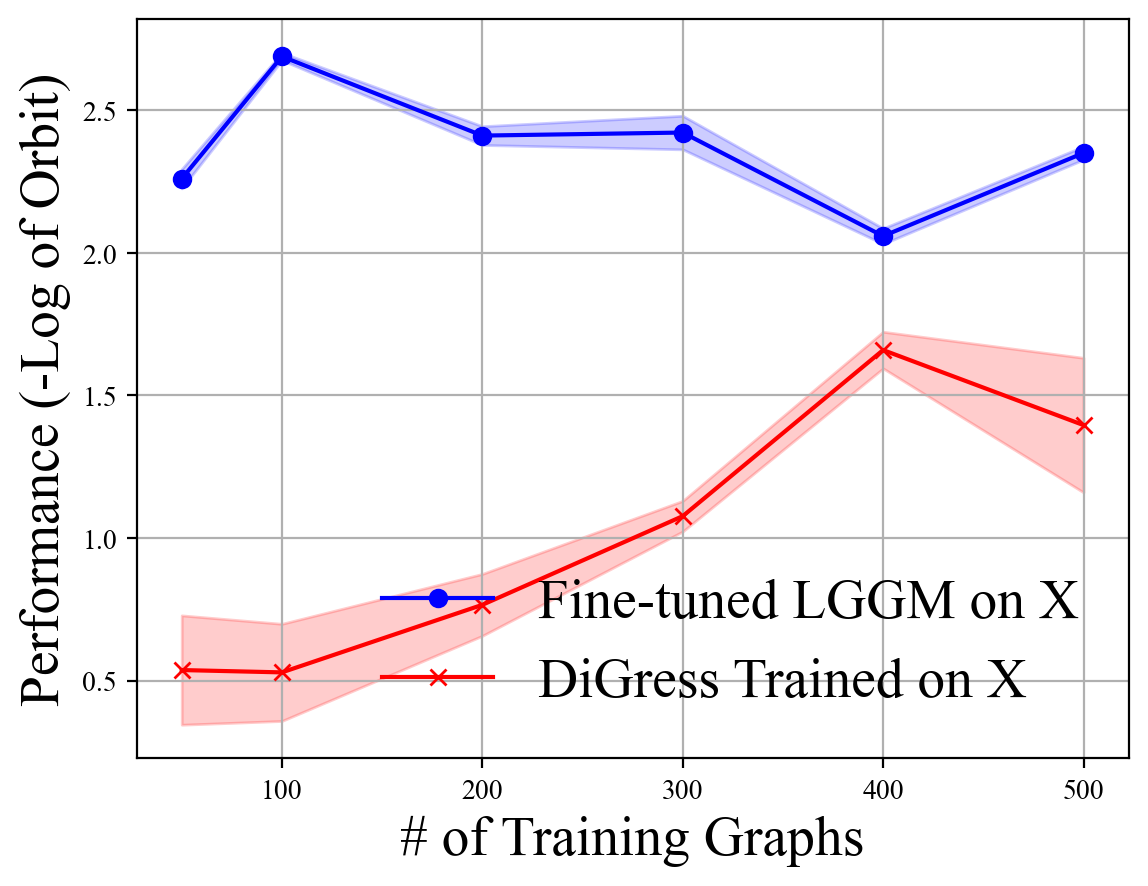 Performance (-Log of Orbit)
2.5
2.0
1.5
1.0
0.5
Fine-tuned LGGM on X
DiGress Trained on X
100 200 300 400 500
# of Training Graphs